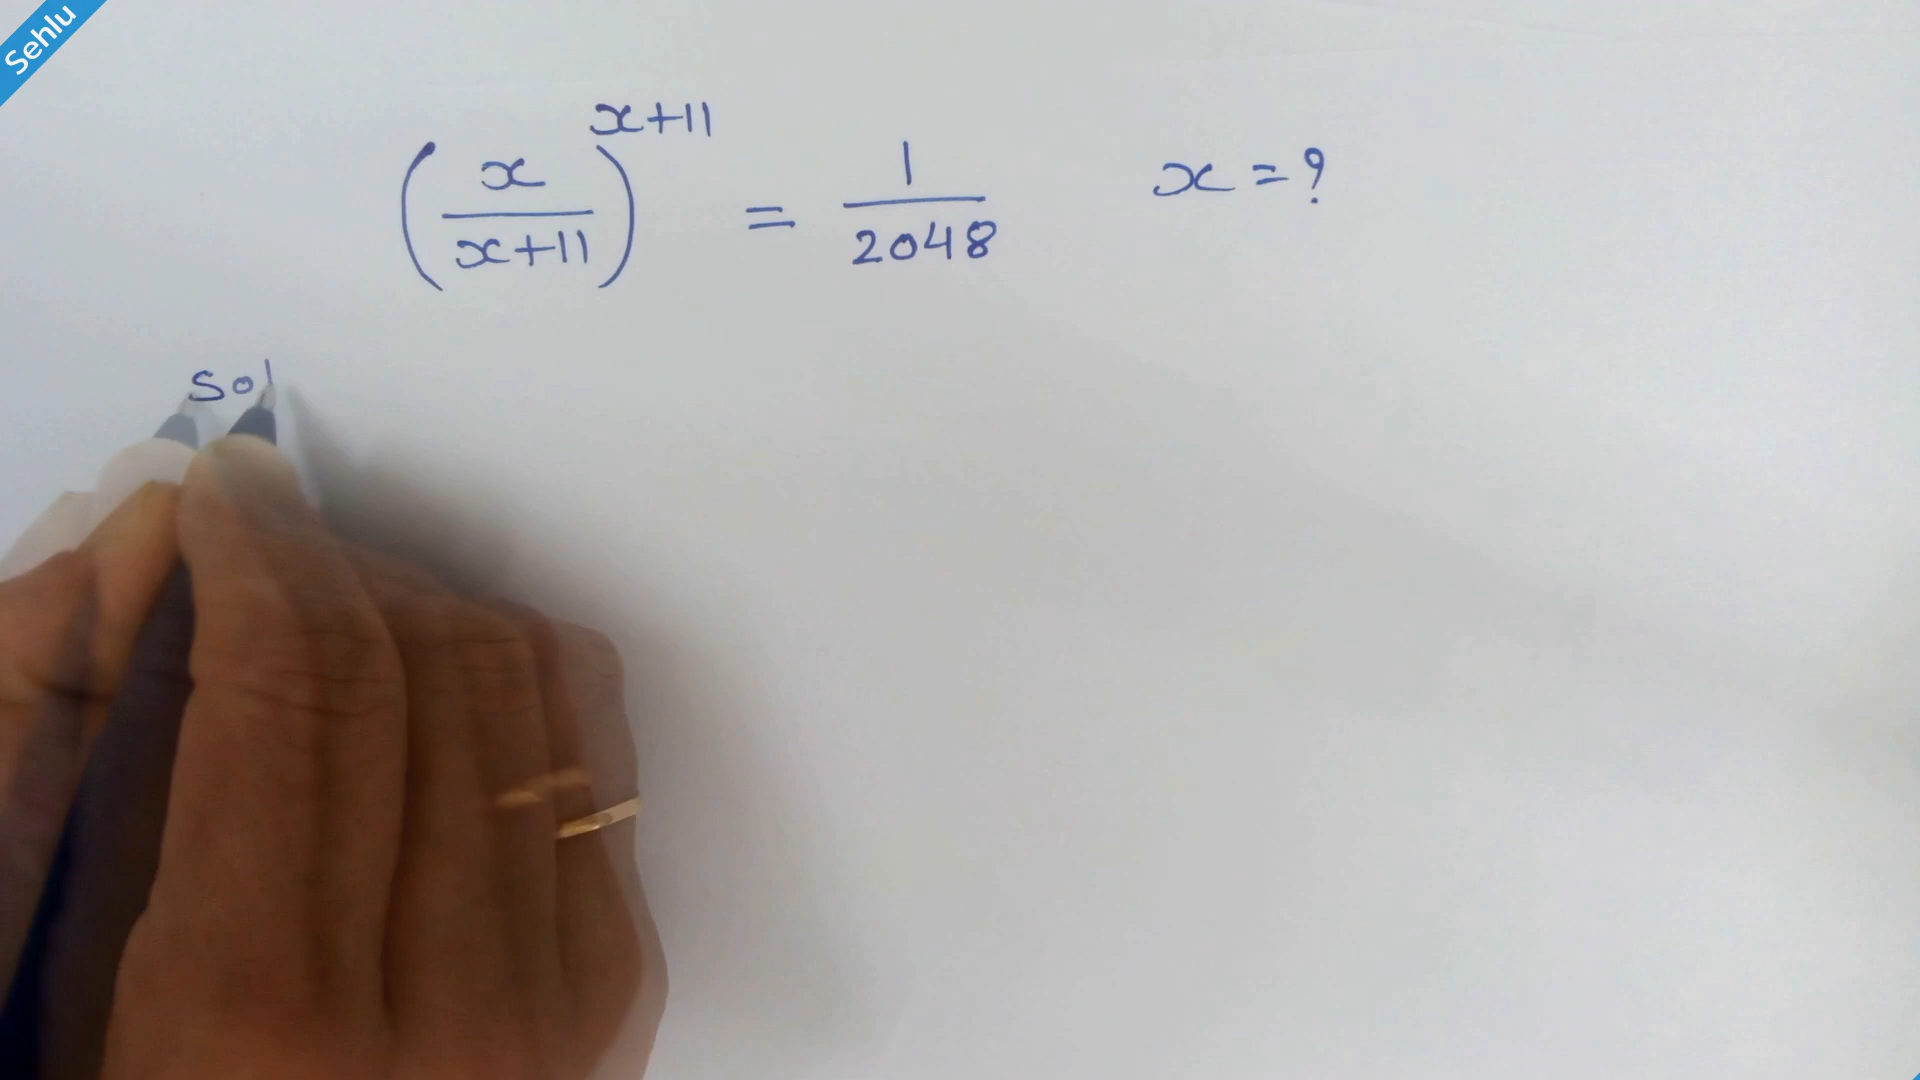 Sehlu
(x/(x+11))^(x+11) = 1/2048 x = ?
Sol